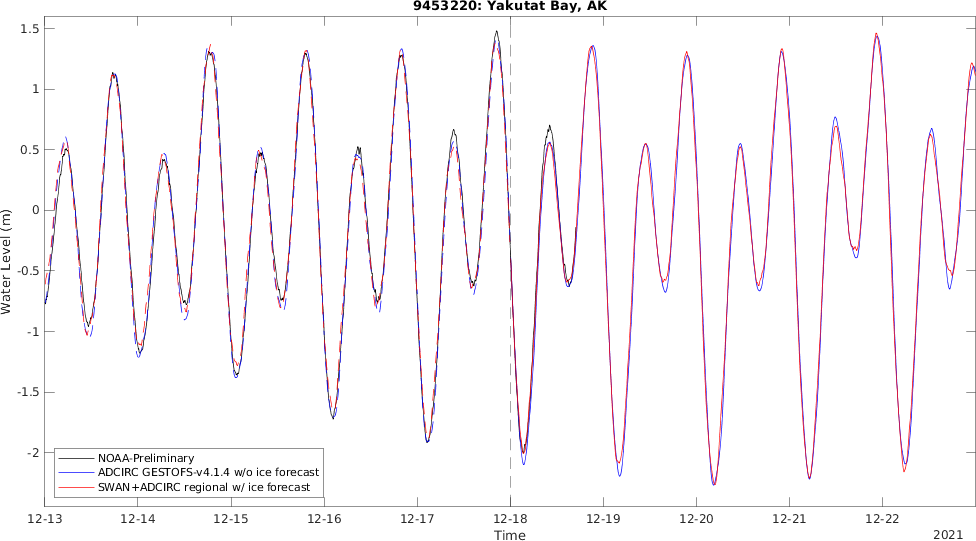 9453220: Yakutat Bay, AK
Water Level (m)
1.5
1
0.5
0
-0.5
-1
-1.5
-2
NOAA-Preliminary
ADCIRC GESTOFS-v4.1.4 w/o ice forecast
SWAN+ADCIRC regional w/ ice forecast
12-13 12-14 12-15 12-16 12-17 12-18 12-19 12-20 12-21 12-22
Time
2021